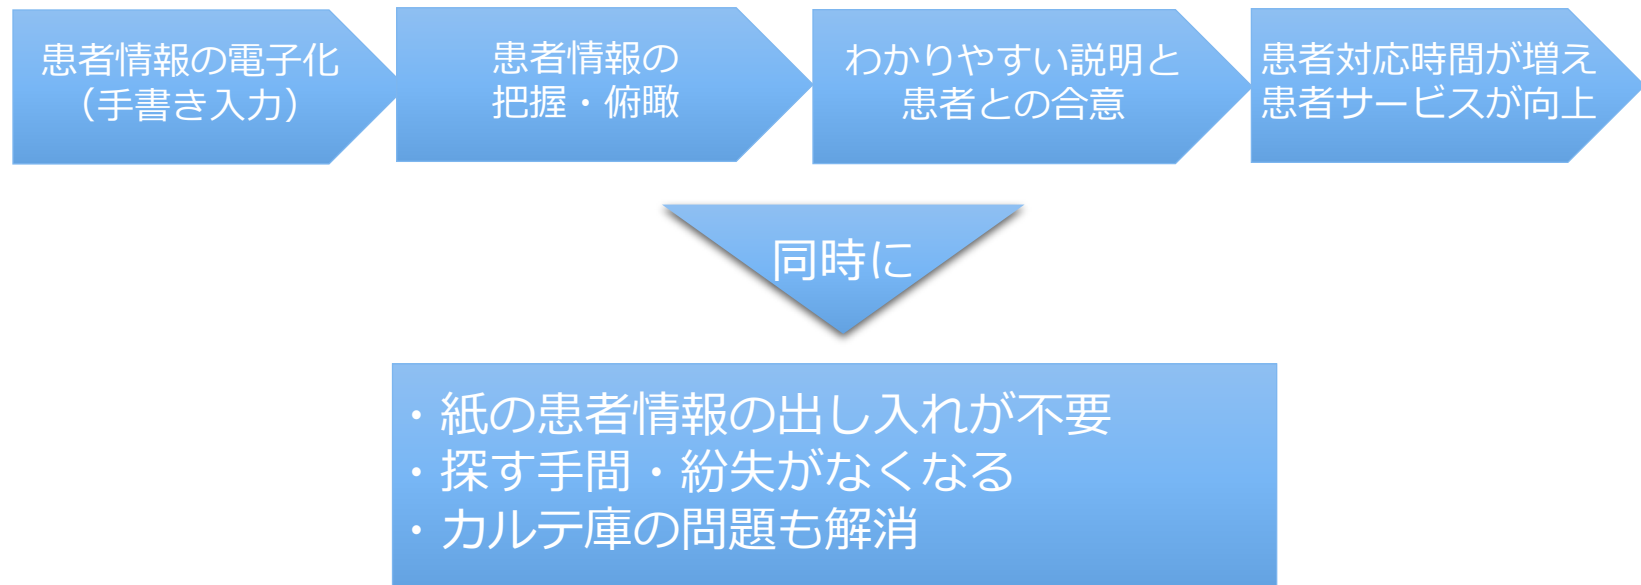 患者情報の電子化
（手書き入力）
患者情報の
把握・俯瞰
わかりやすい説明と
患者との合意
患者対応時間が増え
患者サービスが向上
同時に
・紙の患者情報の出し入れが不要
・探す手間・紛失がなくなる
・カルテ庫の問題も解消